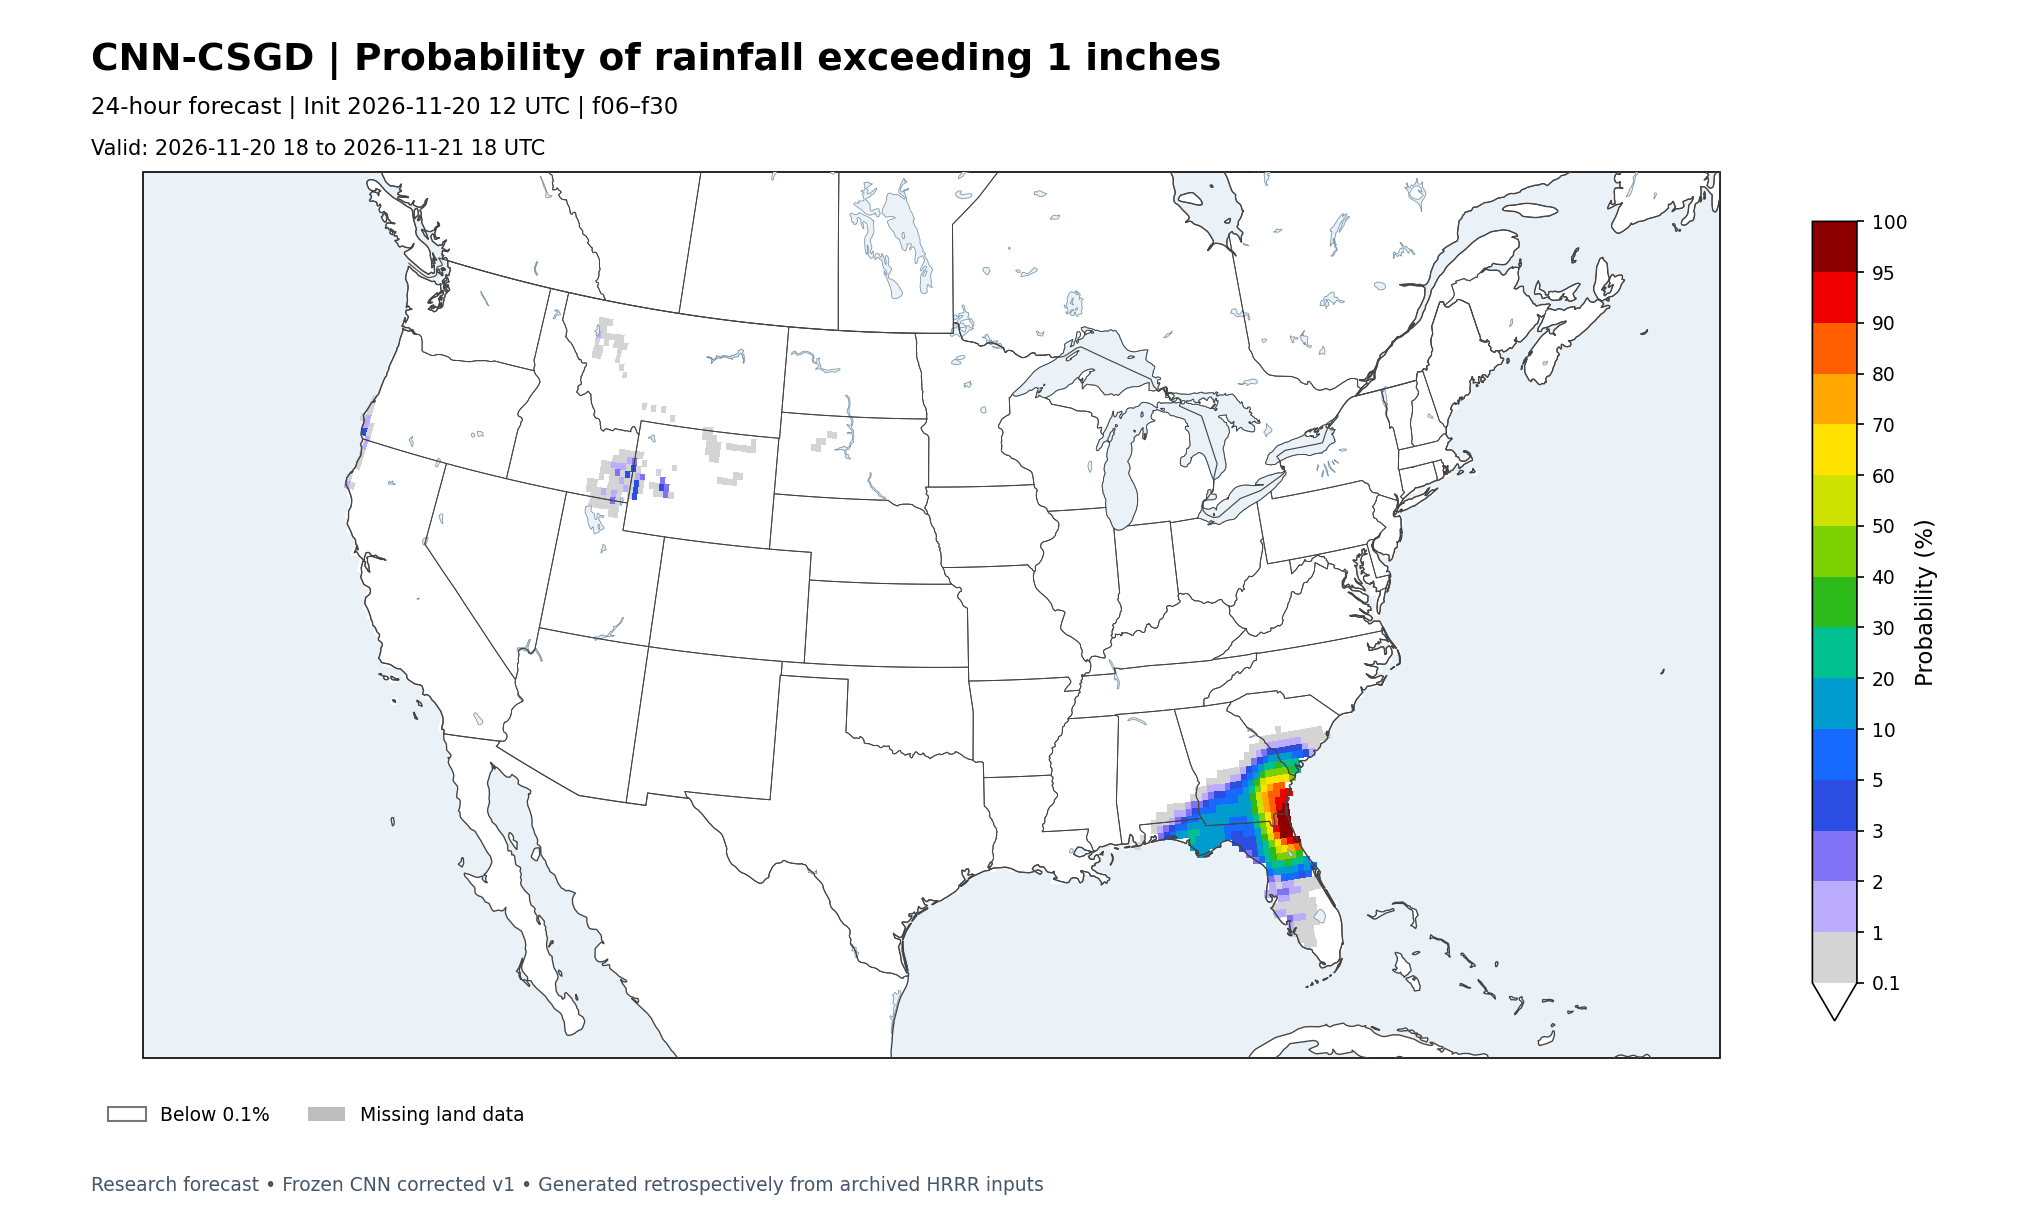 CNN-CSGD | Probability of rainfall exceeding 1 inches
24-hour forecast | Init 2026-11-20 12 UTC | f06–f30
Valid: 2026-11-20 18 to 2026-11-21 18 UTC
100
95
90
80
70
60
50
40
30
20
10
5
3
2
1
0.1
Probability (%)
Below 0.1%
Missing land data
Research forecast • Frozen CNN corrected v1 • Generated retrospectively from archived HRRR inputs